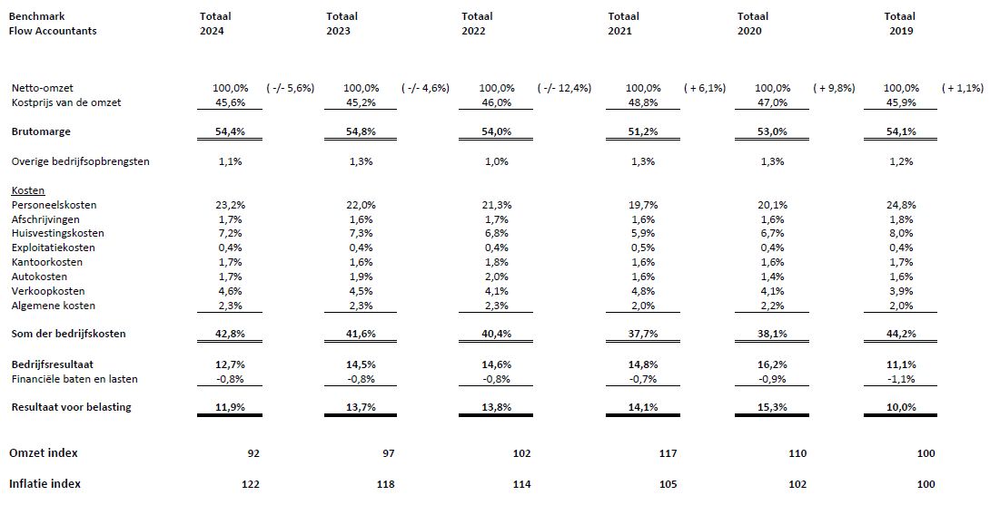 Benchmark Totaal Totaal Totaal Totaal Totaal Totaal
Flow Accountants 2024 2023 2022 2021 2020 2019
Netto-omzet 100,0% ( -/- 5,6%) 100,0% ( -/- 4,6%) 100,0% ( -/- 12,4%) 100,0% ( + 6,1%) 100,0% ( + 9,8%) 100,0% ( + 1,1%)
Kostprijs van de omzet 45,6% 45,2% 46,0% 48,8% 47,0% 45,9%
Brutomarge 54,4% 54,8% 54,0% 51,2% 53,0% 54,1%
Overige bedrijfsopbrengsten 1,1% 1,3% 1,0% 1,3% 1,3% 1,2%
Kosten
Personeelskosten 23,2% 22,0% 21,3% 19,7% 20,1% 24,8%
Afschrijvingen 1,7% 1,6% 1,7% 1,6% 1,6% 1,8%
Huisvestingskosten 7,2% 7,3% 6,8% 5,9% 6,7% 8,0%
Exploitatiekosten 0,4% 0,4% 0,4% 0,5% 0,4% 0,4%
Kantoorkosten 1,7% 1,6% 1,8% 1,6% 1,6% 1,7%
Autokosten 1,7% 1,9% 2,0% 1,6% 1,4% 1,6%
Verkoopkosten 4,6% 4,5% 4,1% 4,8% 4,1% 3,9%
Algemene kosten 2,3% 2,3% 2,3% 2,0% 2,2% 2,0%
Som der bedrijfskosten 42,8% 41,6% 40,4% 37,7% 38,1% 44,2%
Bedrijfsresultaat 12,7% 14,5% 14,6% 14,8% 16,2% 11,1%
Financiële baten en lasten -0,8% -0,8% -0,8% -0,7% -0,9% -1,1%
Resultaat voor belasting 11,9% 13,7% 13,8% 14,1% 15,3% 10,0%
Omzet index 92 97 102 117 110 100
Inflatie index 122 118 114 105 102 100